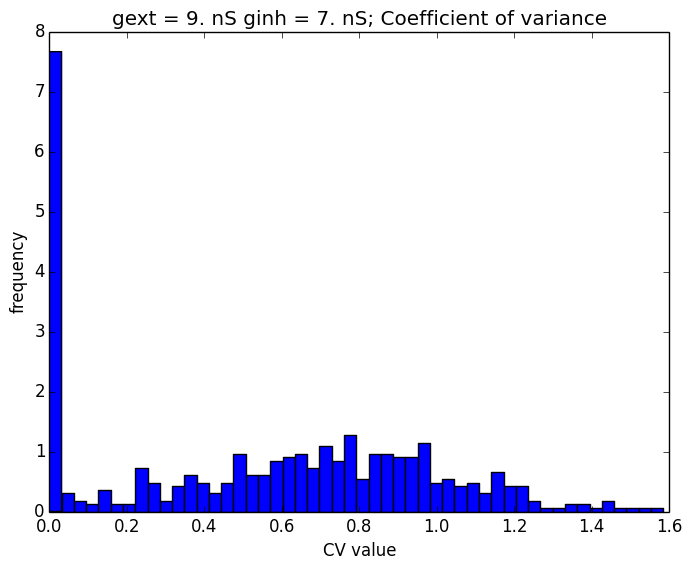 gext = 9. nS ginh = 7. nS; Coefficient of variance
8
7
6
5
4
3
2
1
0
frequency
0.0 0.2 0.4 0.6 0.8 1.0 1.2 1.4 1.6
CV value